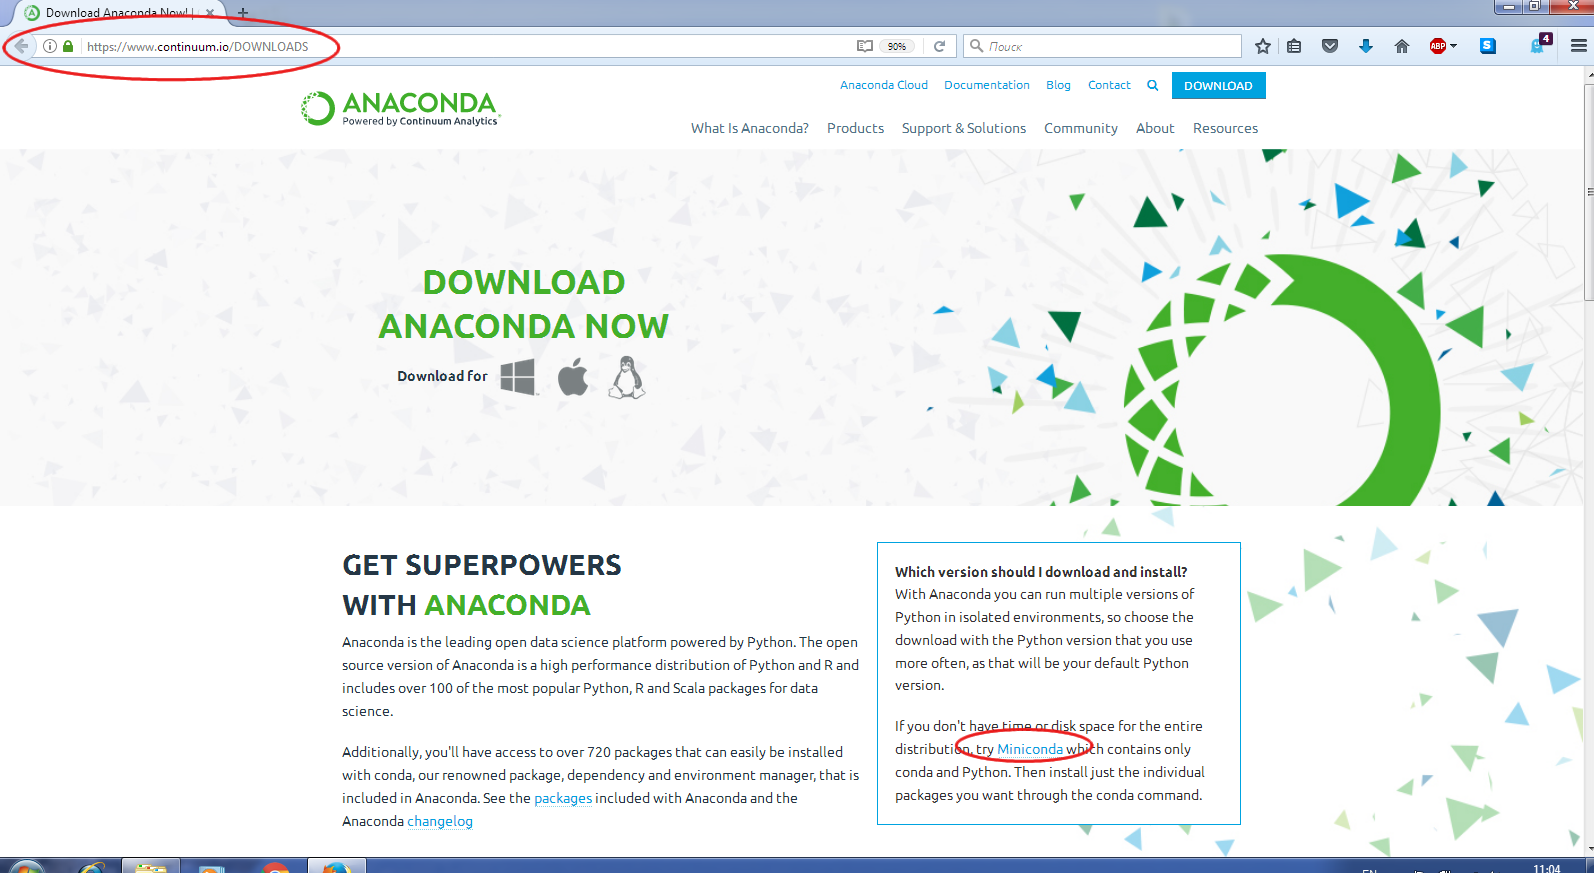 Download Anaconda Now! |
https://www.continuum.io/DOWNLOADS
90%
Поиск
ABP
S
4
ANACONDA
Powered by Continuum Analytics
Anaconda Cloud Documentation Blog Contact DOWNLOAD
What Is Anaconda? Products Support & Solutions Community About Resources
DOWNLOAD
ANACONDA NOW
Download for
GET SUPERPOWERS
WITH ANACONDA
Anaconda is the leading open data science platform powered by Python. The open
source version of Anaconda is a high performance distribution of Python and R and
includes over 100 of the most popular Python, R and Scala packages for data
science.
Additionally, you'll have access to over 720 packages that can easily be installed
with conda, our renowned package, dependency and environment manager, that is
included in Anaconda. See the packages included with Anaconda and the
Anaconda changelog
Which version should I download and install?
With Anaconda you can run multiple versions of
Python in isolated environments, so choose the
download with the Python version that you use
more often, as that will be your default Python
version.
If you don't have time or disk space for the entire
distribution, try Miniconda which contains only
conda and Python. Then install just the individual
packages you want through the conda command.
EN
11:04